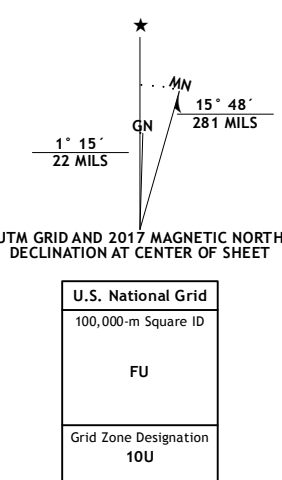 ★
MN
15° 48´
281 MILS
GN
1° 15´
22 MILS
UTM GRID AND 2017 MAGNETIC NORTH
DECLINATION AT CENTER OF SHEET
U.S. National Grid
100,000-m Square ID
FU
Grid Zone Designation
10U